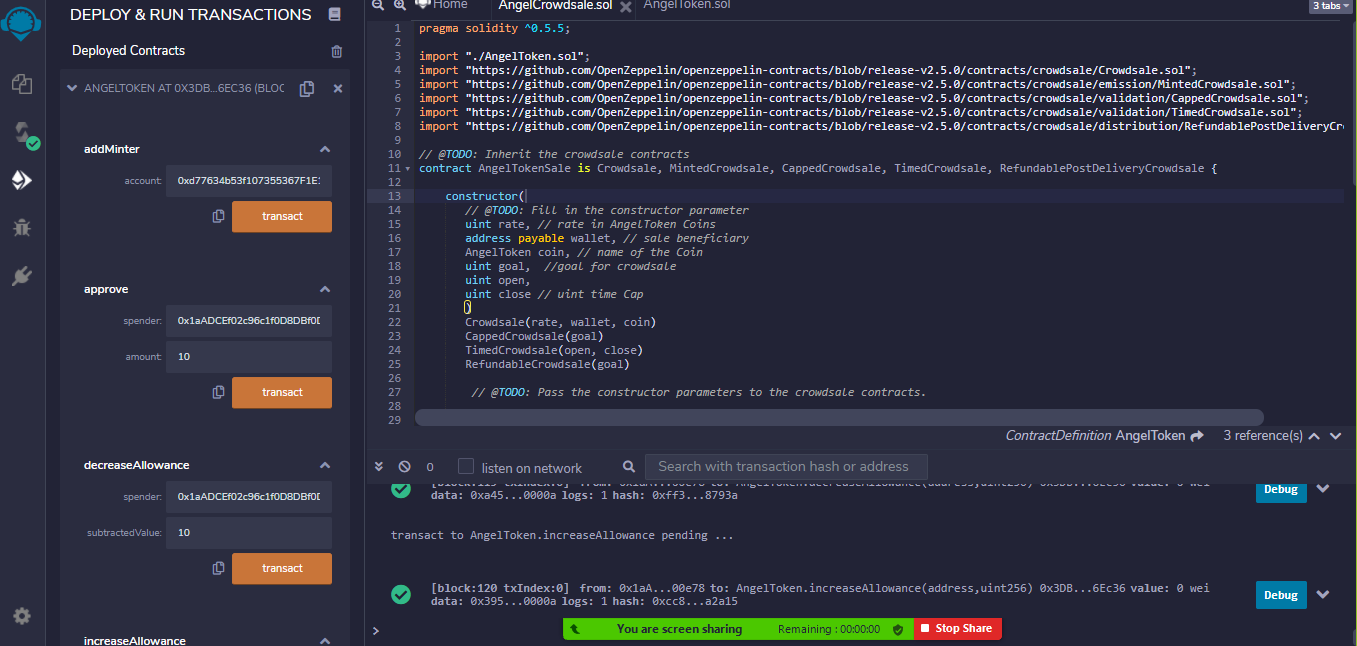 DEPLOY & RUN TRANSACTIONS
Deployed Contracts
ANGELTOKEN AT 0X3DB...6EC36 (BLOC
addMinter
account: 0xd77634b53f107355367F1E
transact
approve
spender: 0x1aADCEf02c96c1f0D8DBf0
amount: 10
transact
decreaseAllowance
spender: 0x1aADCEf02c96c1f0D8DBf0
subtractedValue: 10
transact
increaseAllowance
Home
AngelCrowdsale.sol
AngelToken.sol
3 tabs
1 pragma solidity ^0.5.5;
2
3 import "./AngelToken.sol";
4 import "https://github.com/OpenZeppelin/openzeppelin-contracts/blob/release-v2.5.0/contracts/crowdsale/Crowdsale.sol";
5 import "https://github.com/OpenZeppelin/openzeppelin-contracts/blob/release-v2.5.0/contracts/crowdsale/emission/MintedCrowdsale.sol";
6 import "https://github.com/OpenZeppelin/openzeppelin-contracts/blob/release-v2.5.0/contracts/crowdsale/validation/CappedCrowdsale.sol";
7 import "https://github.com/OpenZeppelin/openzeppelin-contracts/blob/release-v2.5.0/contracts/crowdsale/validation/TimedCrowdsale.sol";
8 import "https://github.com/OpenZeppelin/openzeppelin-contracts/blob/release-v2.5.0/contracts/crowdsale/distribution/RefundablePostDeliveryCr
9
10 // @TODO: Inherit the crowdsale contracts
11 contract AngelTokenSale is Crowdsale, MintedCrowdsale, CappedCrowdsale, TimedCrowdsale, RefundablePostDeliveryCrowdsale {
12
13 constructor(
14 // @TODO: Fill in the constructor parameter
15 uint rate, // rate in AngelToken Coins
16 address payable wallet, // sale beneficiary
17 AngelToken coin, // name of the Coin
18 uint goal,  //goal for crowdsale
19 uint open,
20 uint close // uint time Cap
21 )
22 Crowdsale(rate, wallet, coin)
23 CappedCrowdsale(goal)
24 TimedCrowdsale(open, close)
25 RefundableCrowdsale(goal)
26
27 // @TODO: Pass the constructor parameters to the crowdsale contracts.
28
29
ContractDefinition AngelToken 3 reference(s)
0 listen on network Search with transaction hash or address
[block:119 txIndex:0] from: 0x1aA...00e78 to: AngelToken.decreaseAllowance(address,uint256) 0x3DB...6Ec36 value: 0 wei
data: 0xa45...0000a logs: 1 hash: 0xff3...8793a
Debug
transact to AngelToken.increaseAllowance pending ...
[block:120 txIndex:0] from: 0x1aA...00e78 to: AngelToken.increaseAllowance(address,uint256) 0x3DB...6Ec36 value: 0 wei
data: 0x395...0000a logs: 1 hash: 0xcc8...a2a15
Debug
>
You are screen sharing Remaining : 00:00:00 Stop Share